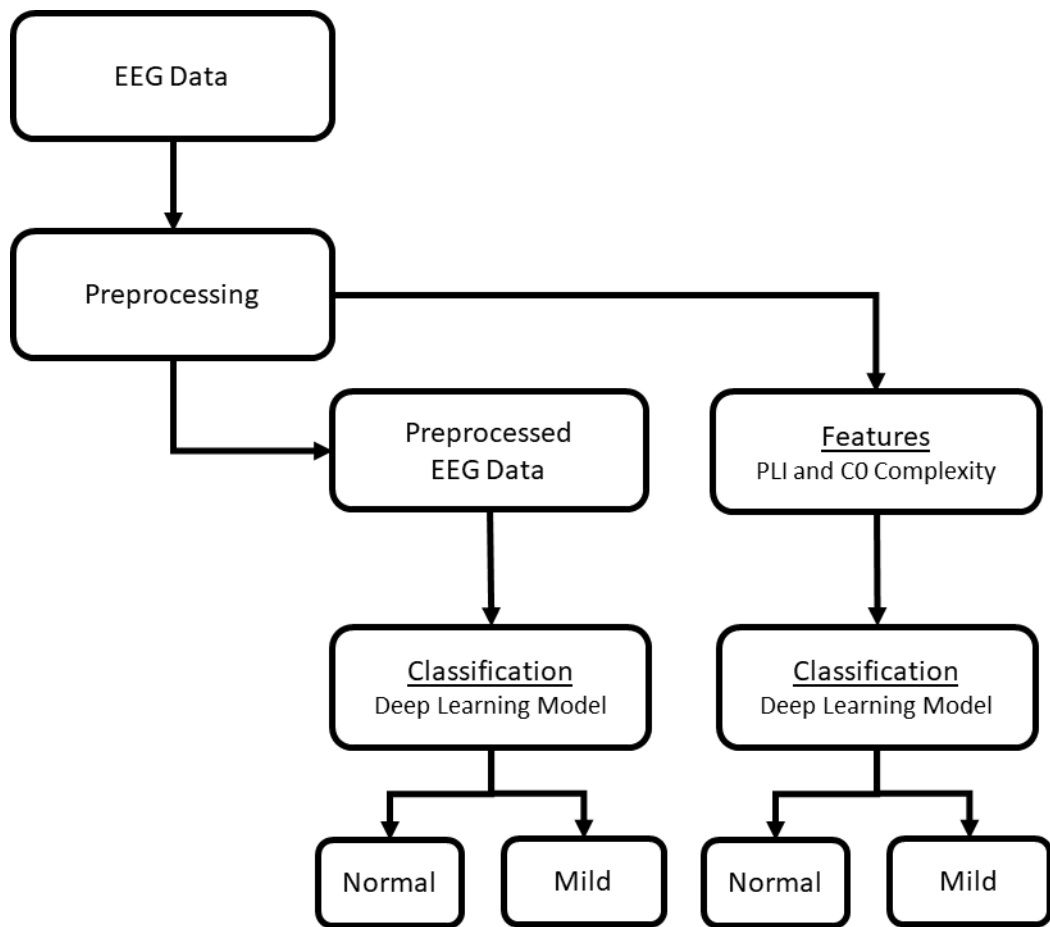 EEG Data
Preprocessing
Preprocessed
EEG Data
Features
PLI and C0 Complexity
Classification
Deep Learning Model
Classification
Deep Learning Model
Normal
Mild
Normal
Mild